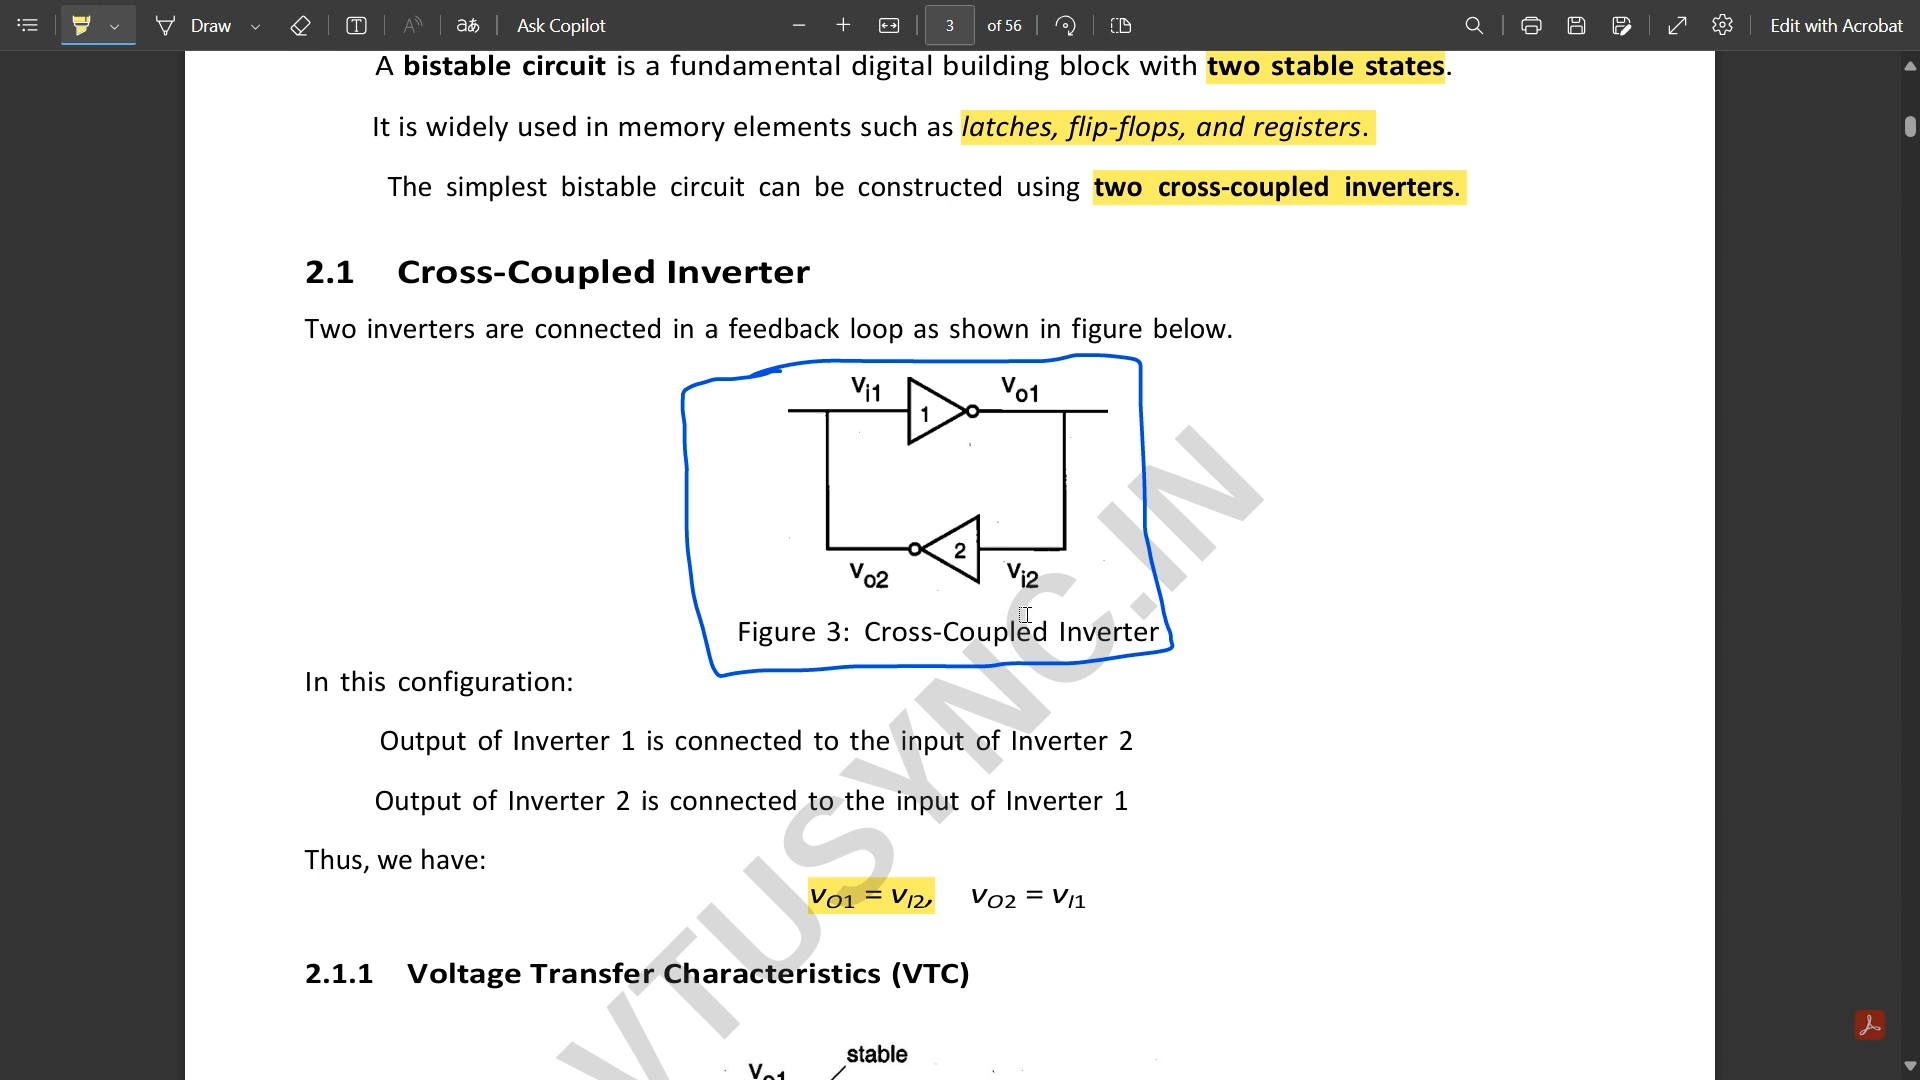 Draw
Ask Copilot
3 of 56
Edit with Acrobat
A bistable circuit is a fundamental digital building block with two stable states.
It is widely used in memory elements such as latches, flip-flops, and registers.
The simplest bistable circuit can be constructed using two cross-coupled inverters.
2.1 Cross-Coupled Inverter
Two inverters are connected in a feedback loop as shown in figure below.
Vi1 Vo1
1
2
Vo2 Vi2
Figure 3: Cross-Coupled Inverter
In this configuration:
Output of Inverter 1 is connected to the input of Inverter 2
Output of Inverter 2 is connected to the input of Inverter 1
Thus, we have:
vO1 = vI2, vO2 = vI1
2.1.1 Voltage Transfer Characteristics (VTC)
stable
Vo1
VTUSYNC.IN